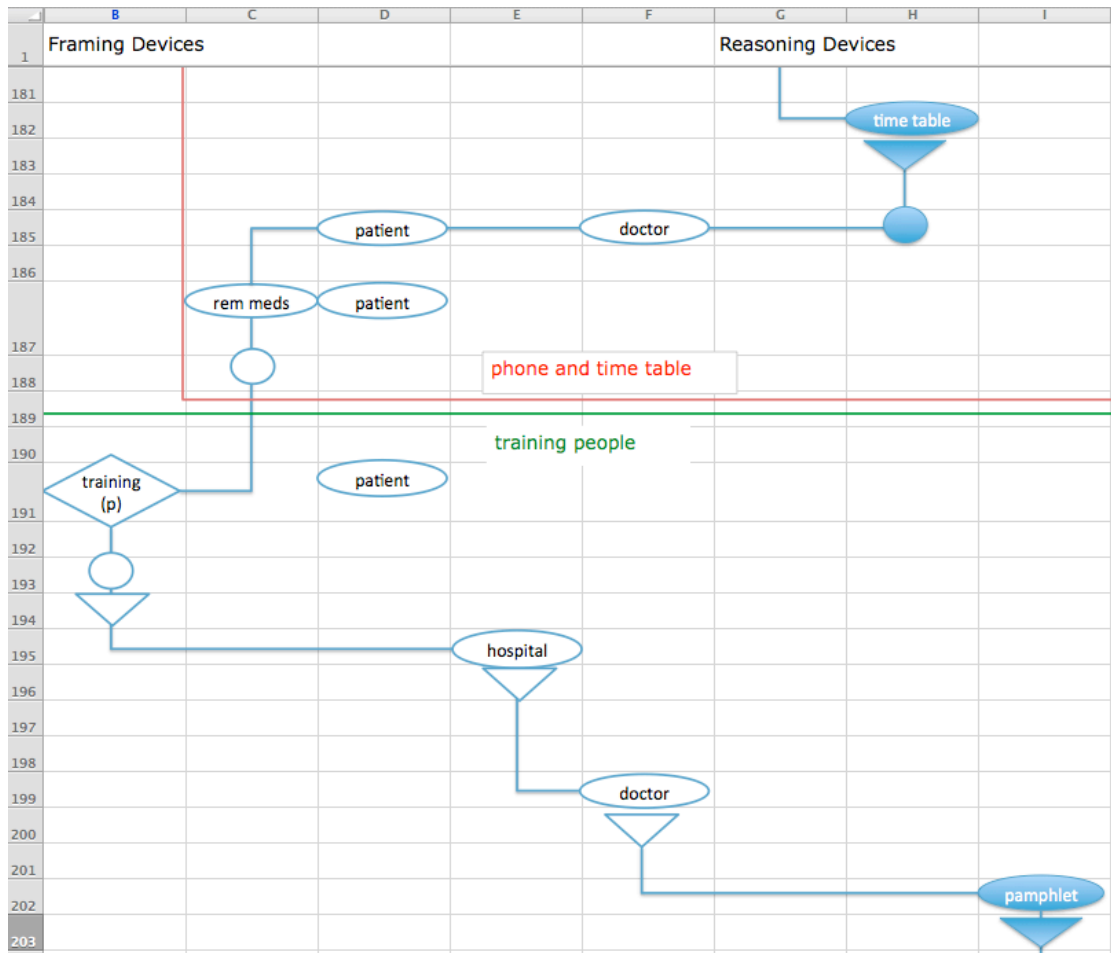 B C D E F G H I
1 Framing Devices Reasoning Devices
181
182 time table
183
184
185 patient doctor
186
rem meds patient
187
phone and time table
188
189
training people
190
training patient
(p)
191
192
193
194
195 hospital
196
197
198
199 doctor
200
201
202 pamphlet
203